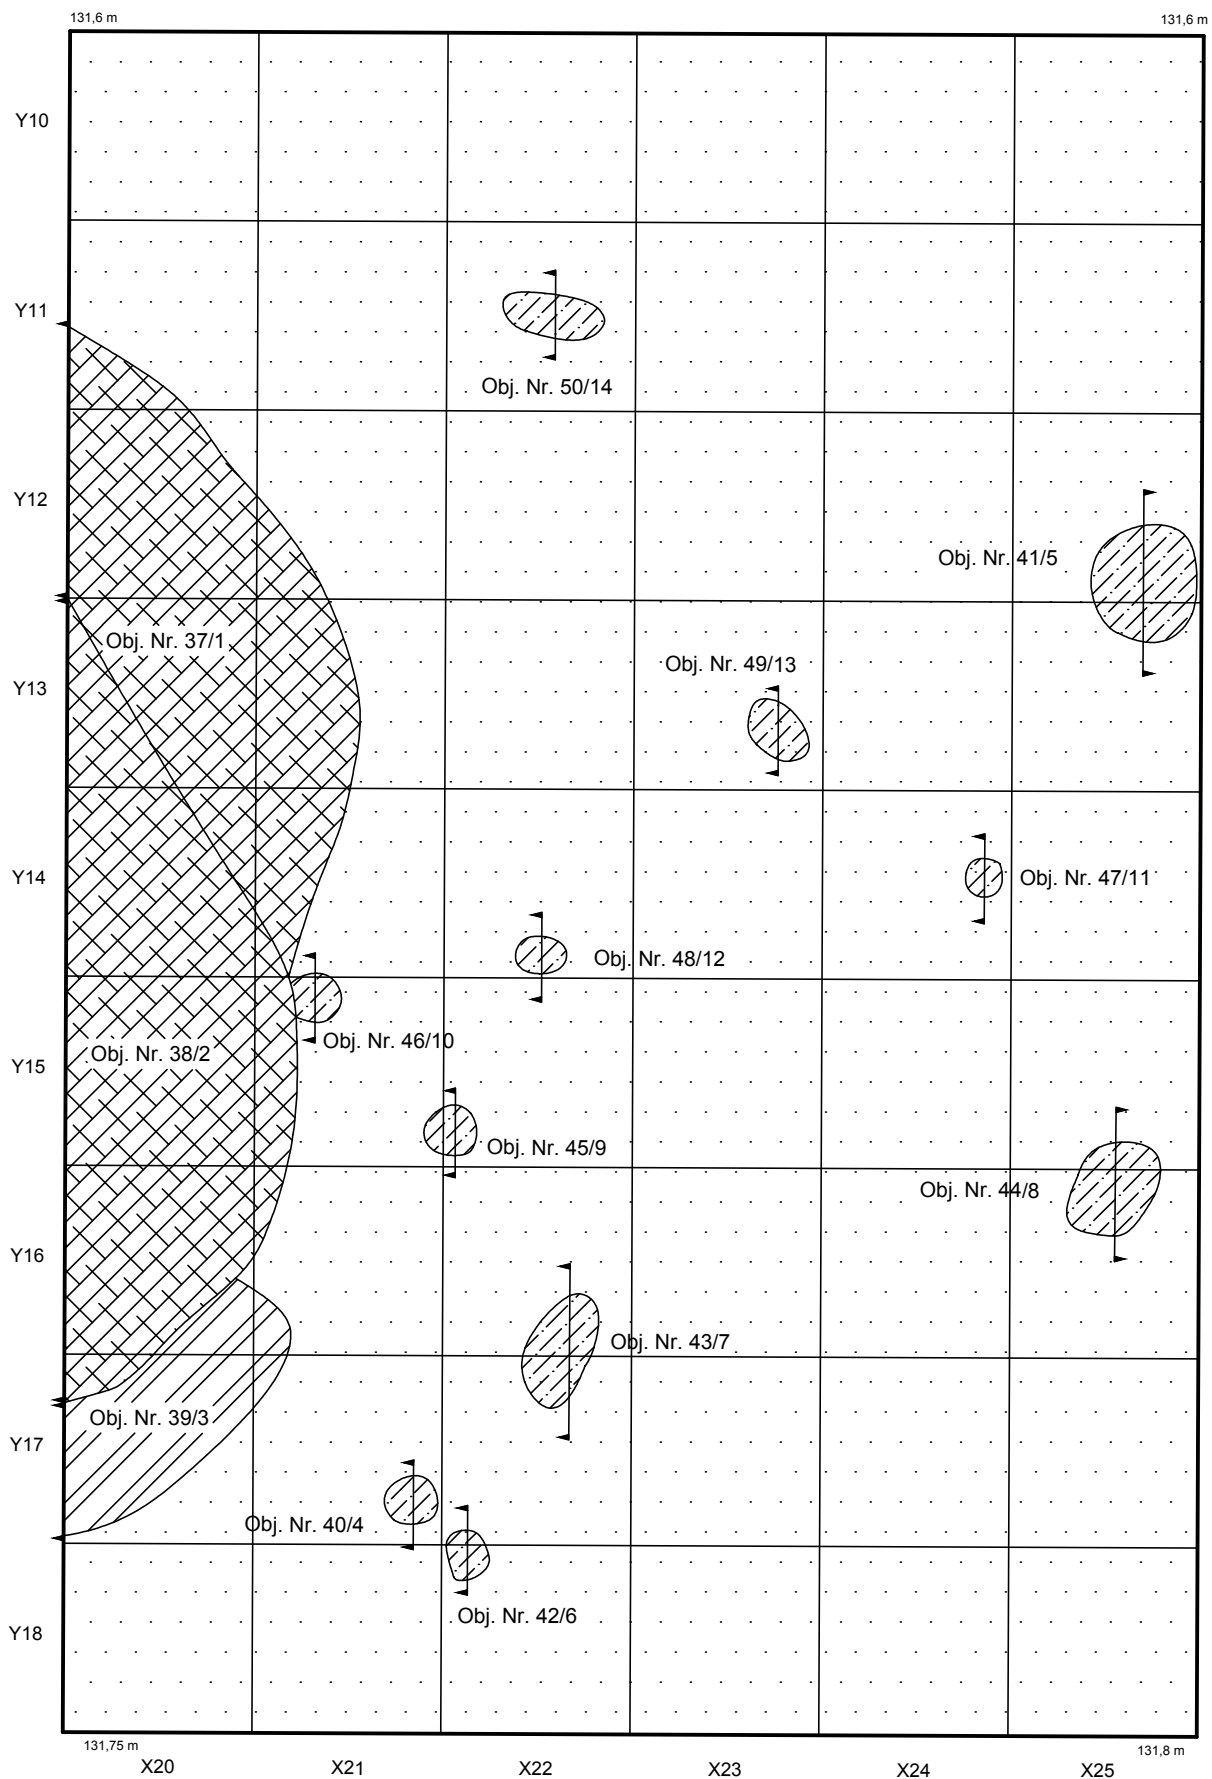 131,6 m
131,6 m
Y10
Y11
Obj. Nr. 50/14
Y12
Obj. Nr. 41/5
Obj. Nr. 37/1
Obj. Nr. 49/13
Y13
Y14
Obj. Nr. 47/11
Obj. Nr. 48/12
Obj. Nr. 46/10
Obj. Nr. 38/2
Y15
Obj. Nr. 45/9
Obj. Nr. 44/8
Y16
Obj. Nr. 43/7
Obj. Nr. 39/3
Y17
Obj. Nr. 40/4
Obj. Nr. 42/6
Y18
131,75 m
131,8 m
X20
X21
X22
X23
X24
X25